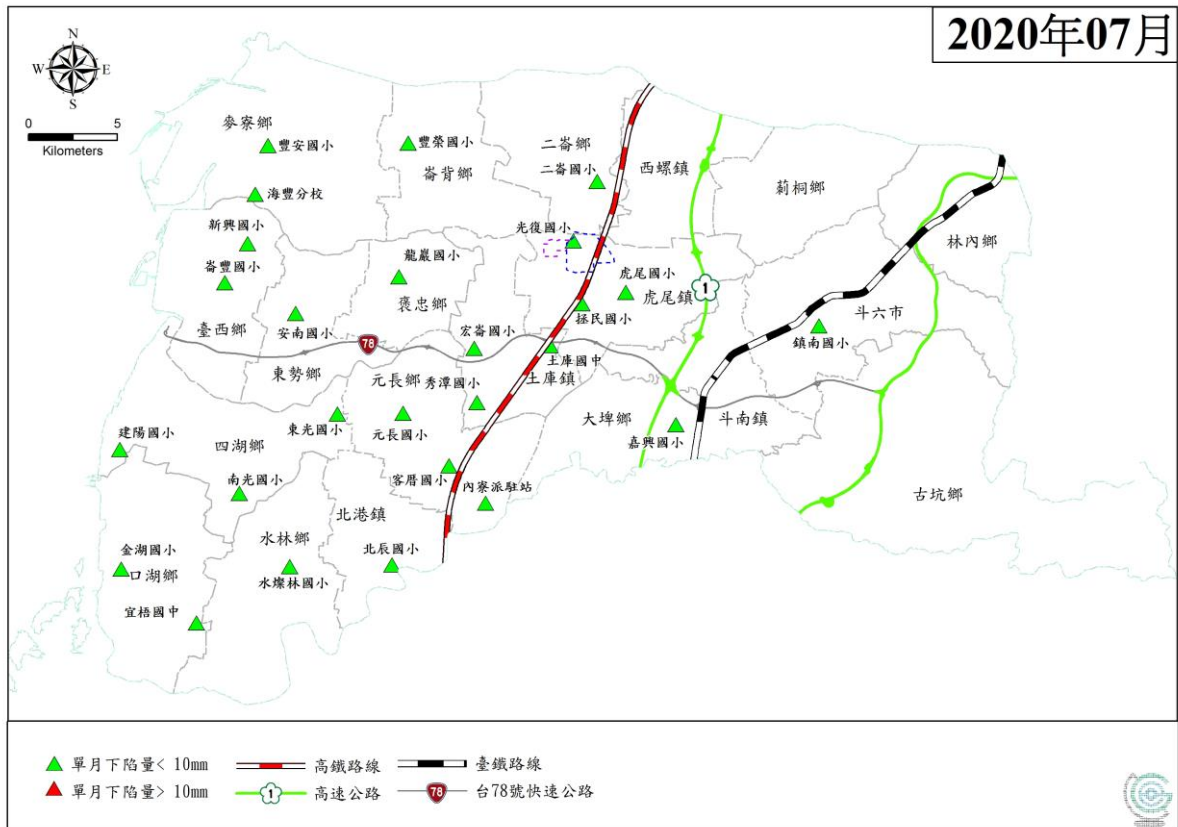 2020年07月
N
W
E
S
0
5
Kilometers
麥寮鄉
豐安國小
豐榮國小
崙背鄉
二崙鄉
二崙國小
西螺鎮
莿桐鄉
林內鄉
海豐分校
新興國小
崙豐國小
光復國小
龍巖國小
褒忠鄉
虎尾國小
虎尾鎮
拯民國小
1
斗六市
鎮南國小
臺西鄉
安南國小
78
宏崙國小
土庫國中
土庫鎮
東勢鄉
元長鄉
秀潭國小
東光國小
元長國小
大埤鄉
嘉興國小
斗南鎮
建陽國小
四湖鄉
南光國小
客厝國小
內寮派駐站
古坑鄉
北港鎮
水林鄉
北辰國小
金湖國小
口湖鄉
水燦林國小
宜梧國中
單月下陷量< 10mm
高鐵路線
臺鐵路線
單月下陷量> 10mm
1
高速公路
78
台78號快速公路